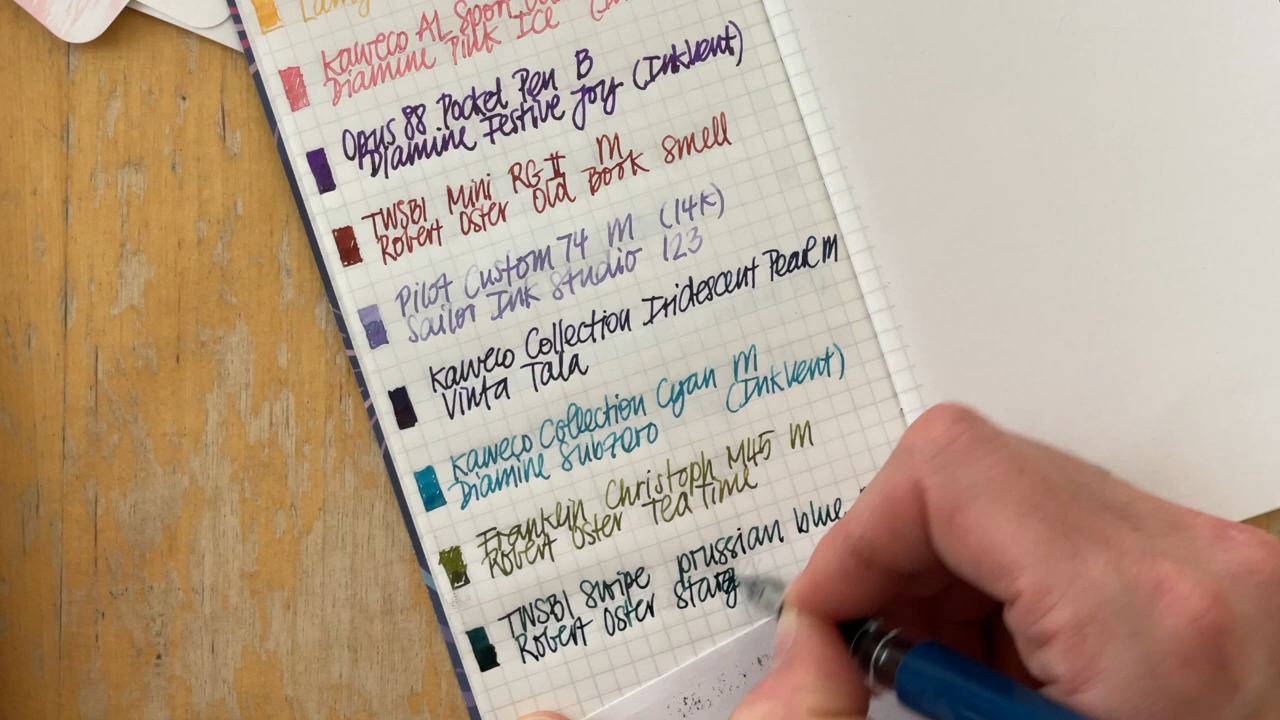 Lamy
Kaweco AL Sport
Diamine Pink Ice
Opus 88 Pocket Pen B
Diamine Festive Joy (Inkvent)
TWSBI Mini RG II M
Robert Oster Old Book Smell
Pilot Custom 74 M (14K)
Sailor Ink Studio 123
Kaweco Collection Iridescent Pearl M
Vinta Tala
Kaweco Collection Cyan M
Diamine Subzero (Inkvent)
Franklin Christoph M45 M
Robert Oster Tea Time
TWSBI Swipe prussian blue
Robert Oster